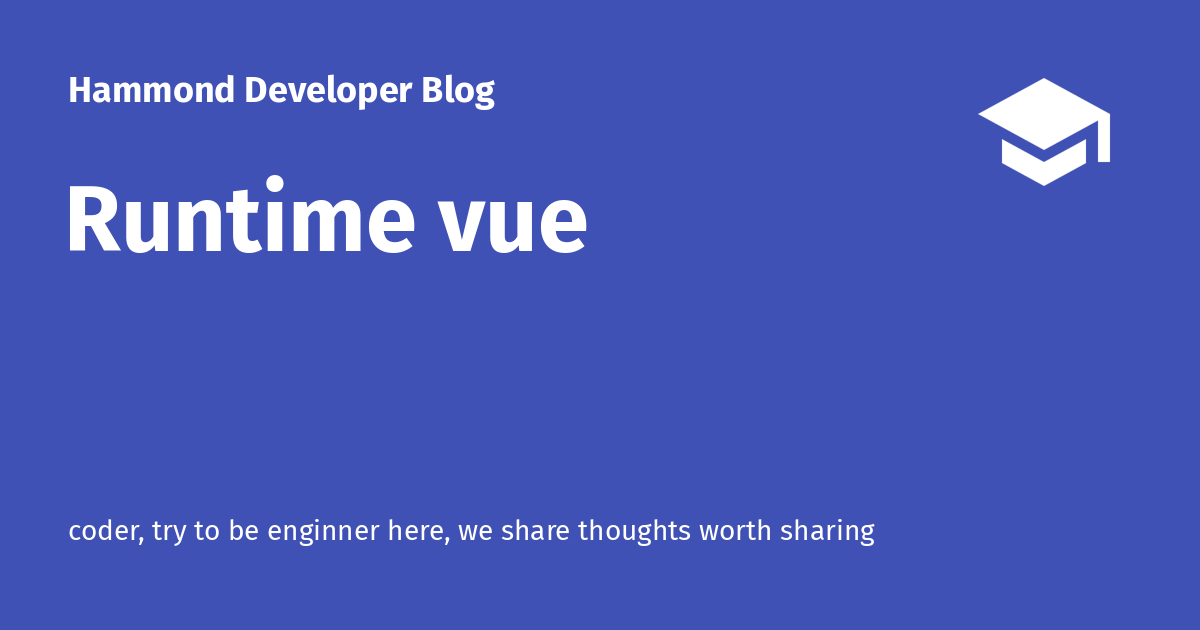 Hammond Developer Blog
Runtime vue
coder, try to be enginner here, we share thoughts worth sharing